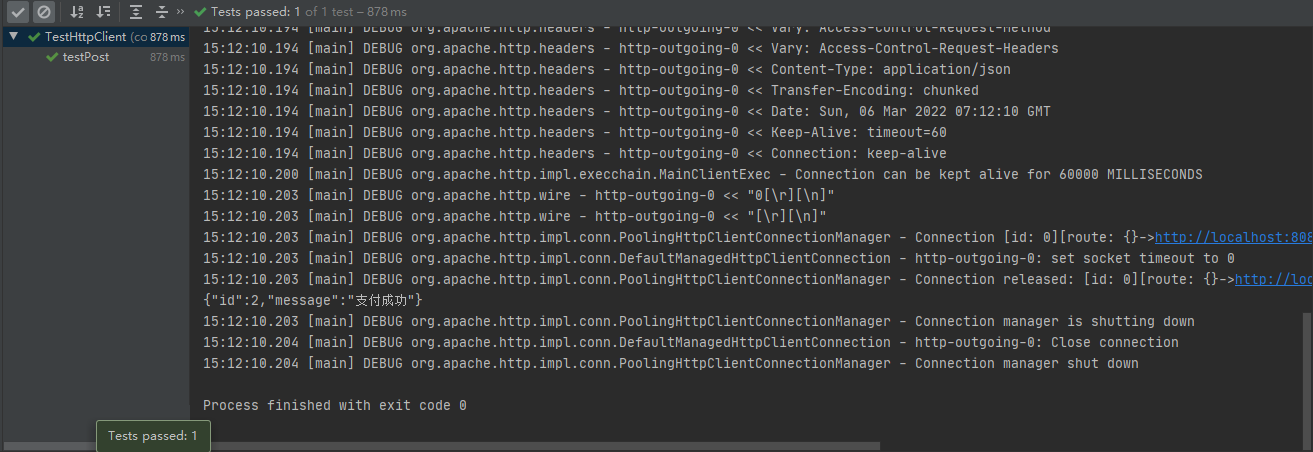 Tests passed: 1 of 1 test – 878 ms
TestHttpClient (co 878 ms
testPost 878 ms
15:12:10.194 [main] DEBUG org.apache.http.headers - http-outgoing-0 << Vary: Access-Control-Request-Method
15:12:10.194 [main] DEBUG org.apache.http.headers - http-outgoing-0 << Vary: Access-Control-Request-Headers
15:12:10.194 [main] DEBUG org.apache.http.headers - http-outgoing-0 << Content-Type: application/json
15:12:10.194 [main] DEBUG org.apache.http.headers - http-outgoing-0 << Transfer-Encoding: chunked
15:12:10.194 [main] DEBUG org.apache.http.headers - http-outgoing-0 << Date: Sun, 06 Mar 2022 07:12:10 GMT
15:12:10.194 [main] DEBUG org.apache.http.headers - http-outgoing-0 << Keep-Alive: timeout=60
15:12:10.194 [main] DEBUG org.apache.http.headers - http-outgoing-0 << Connection: keep-alive
15:12:10.200 [main] DEBUG org.apache.http.impl.execchain.MainClientExec - Connection can be kept alive for 60000 MILLISECONDS
15:12:10.203 [main] DEBUG org.apache.http.wire - http-outgoing-0 << "0[\r][\n]"
15:12:10.203 [main] DEBUG org.apache.http.wire - http-outgoing-0 << "[\r][\n]"
15:12:10.203 [main] DEBUG org.apache.http.impl.conn.PoolingHttpClientConnectionManager - Connection [id: 0][route: {}->http://localhost:808
15:12:10.203 [main] DEBUG org.apache.http.impl.conn.DefaultManagedHttpClientConnection - http-outgoing-0: set socket timeout to 0
15:12:10.203 [main] DEBUG org.apache.http.impl.conn.PoolingHttpClientConnectionManager - Connection released: [id: 0][route: {}->http://loc
{"id":2,"message":"支付成功"}
15:12:10.203 [main] DEBUG org.apache.http.impl.conn.PoolingHttpClientConnectionManager - Connection manager is shutting down
15:12:10.204 [main] DEBUG org.apache.http.impl.conn.DefaultManagedHttpClientConnection - http-outgoing-0: Close connection
15:12:10.204 [main] DEBUG org.apache.http.impl.conn.PoolingHttpClientConnectionManager - Connection manager shut down
Process finished with exit code 0
Tests passed: 1